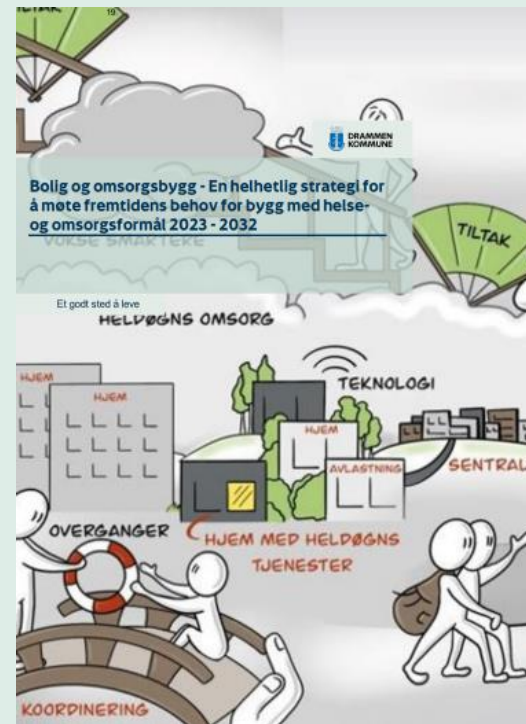 TILTAK
19
DRAMMEN
KOMMUNE
Bolig og omsorgsbygg - En helhetlig strategi for
å møte fremtidens behov for bygg med helse-
og omsorgsformål 2023 - 2032
VOKSE SMARTERE
TILTAK
Et godt sted å leve
HELDØGNS OMSORG
TEKNOLOGI
HJEM
HJEM
HJEM
AVLASTNING
SENTRAL
OVERGANGER
HJEM MED HELDØGNS
TJENESTER
KOORDINERING